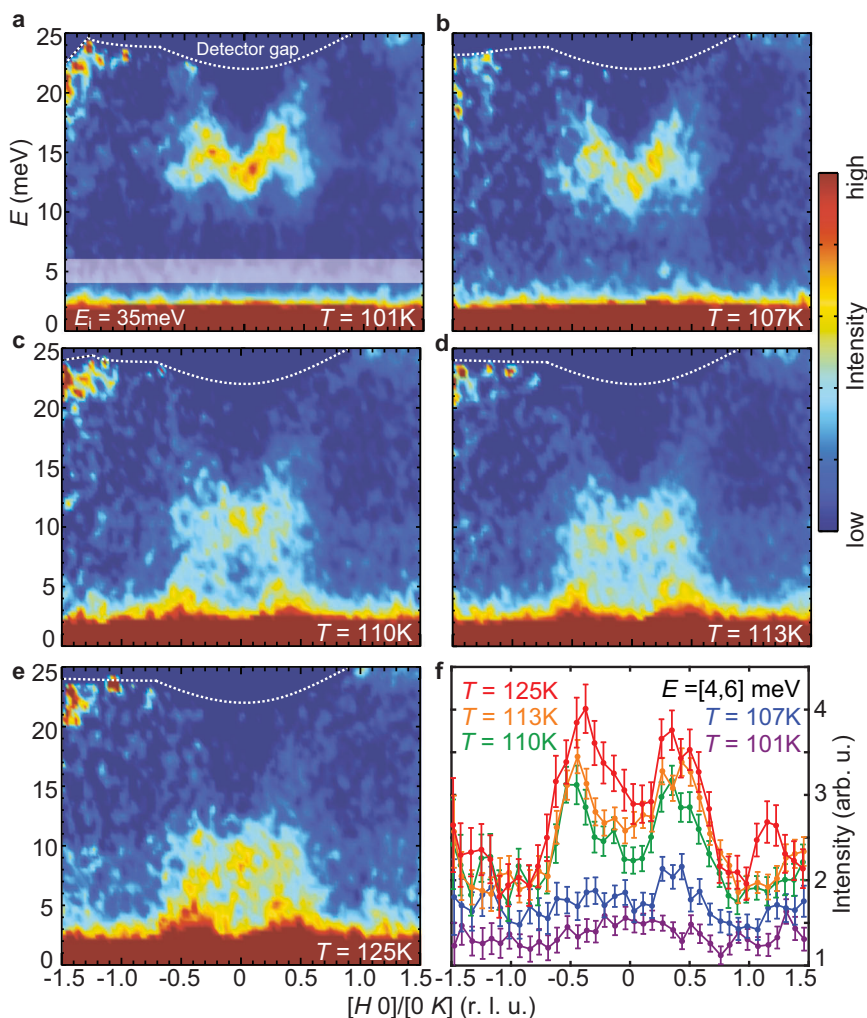 a
b
25
20
15
10
5
0
E (meV)
Detector gap
Ei = 35meV
T = 101K
T = 107K
high
Intensity
low
c
d
25
20
15
10
5
0
T = 110K
T = 113K
e
f
25
20
15
10
5
0
T = 125K
T = 125K
T = 113K
T = 110K
E =[4,6] meV
T = 107K
T = 101K
4
3
2
1
Intensity (arb. u.)
-1.5 -1.0 -0.5 0 0.5 1.0 1.5
-1.5 -1.0 -0.5 0 0.5 1.0 1.5
[H 0]/[0 K] (r. l. u.)